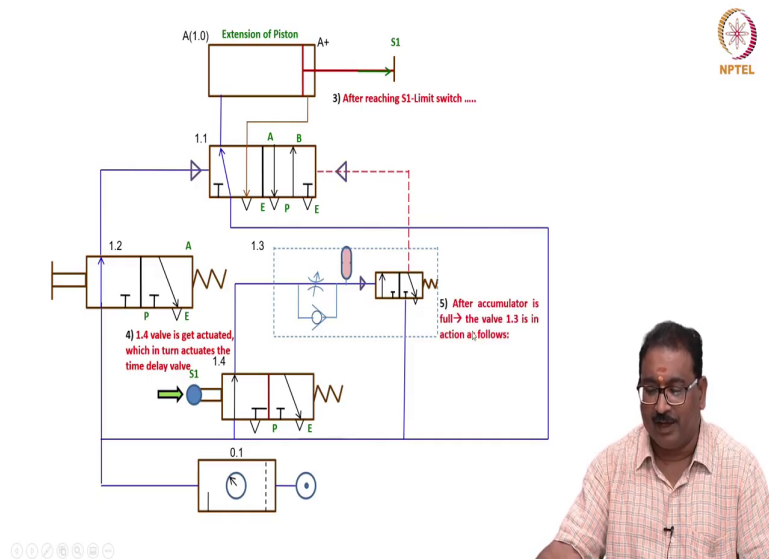 A(1.0)
Extension of Piston
A+
S1
NPTEL
3) After reaching S1-Limit switch .....
1.1
A
B
E
P
E
1.2
A
1.3
P
E
5) After accumulator is
full→ the valve 1.3 is in
action as follows:
4) 1.4 valve is get actuated,
which in turn actuates the
time delay valve
1.4
S1
P
E
0.1